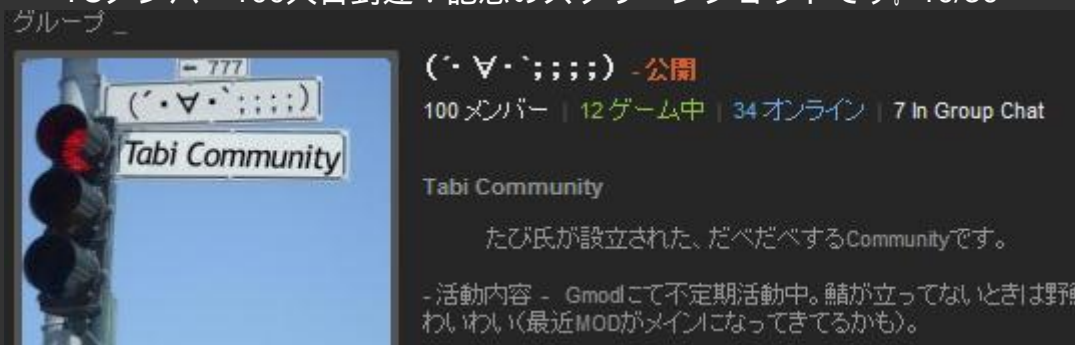 グループ _
← 777
(´・∀・`;;;;)
Tabi Community
(´・∀・`;;;;) -公開
100 メンバー | 12 ゲーム中 | 34 オンライン | 7 In Group Chat
Tabi Community
たび氏が設立された、だべだべするCommunityです。
- 活動内容 - Gmodにて不定期活動中。鯖が立ってないときは野
わいわい(最近MODがメインになってきてるかも)。